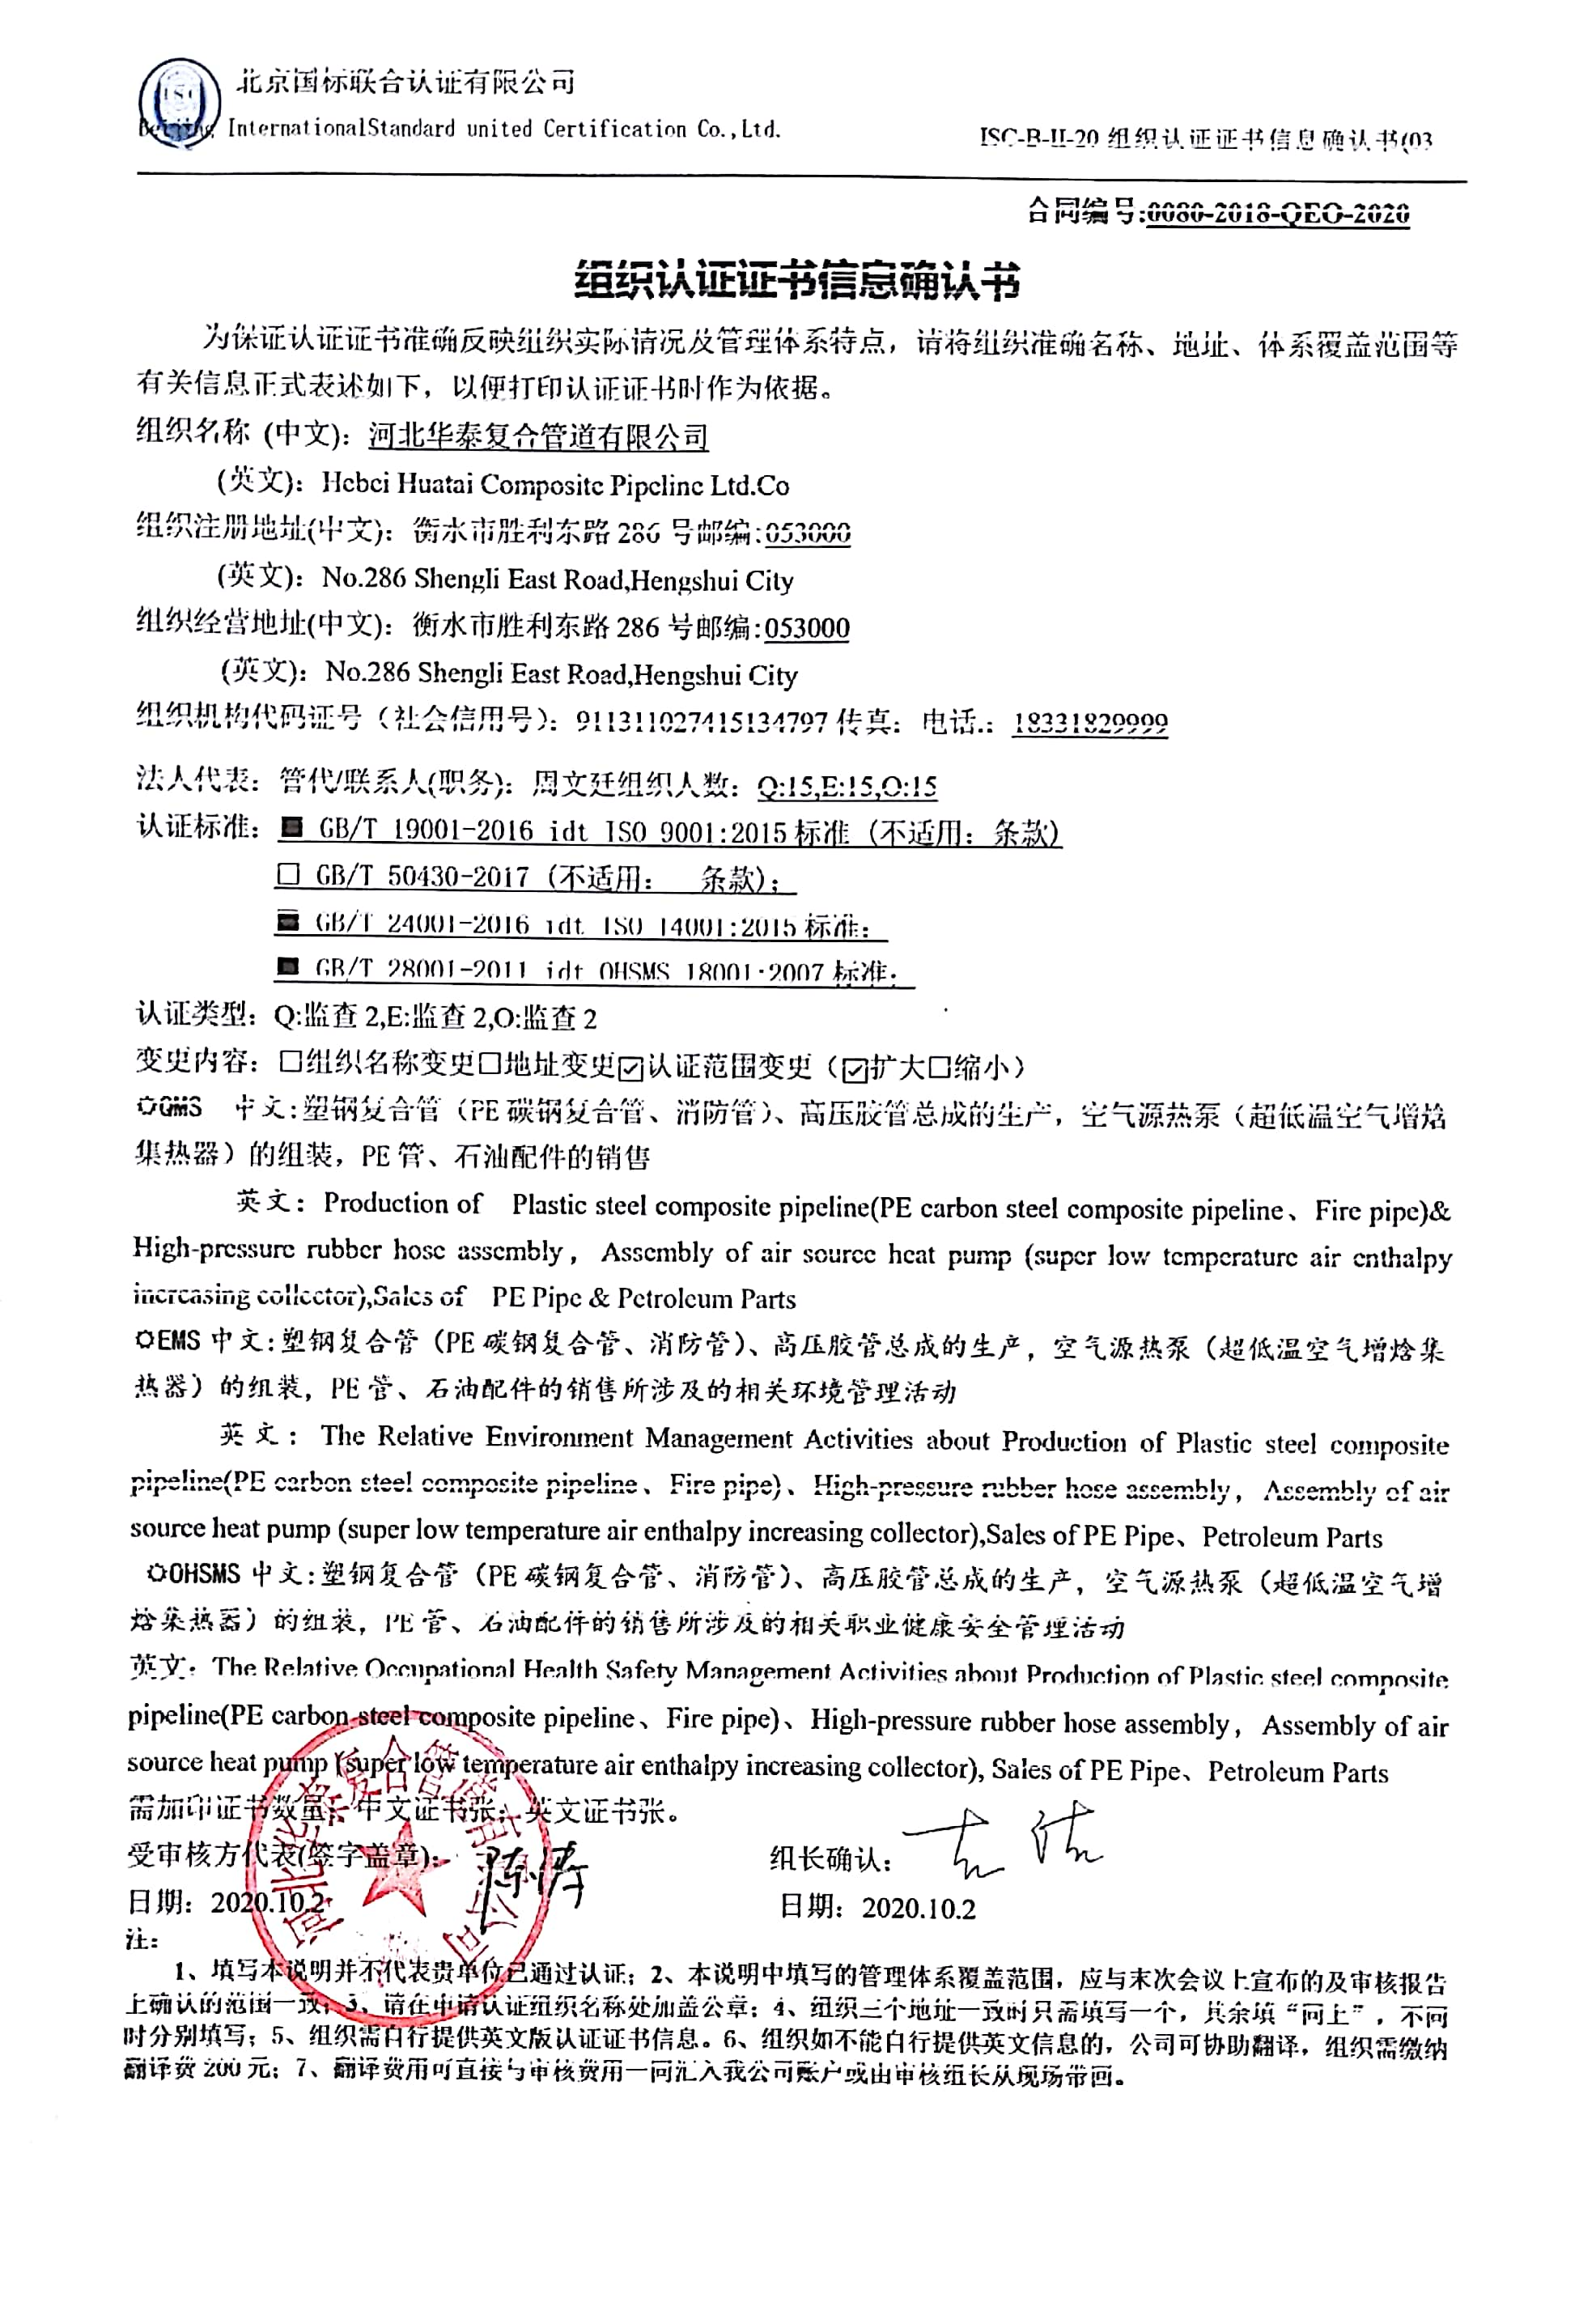 ISC
北京国标联合认证有限公司
Beijing InternationalStandard united Certification Co.,Ltd.
ISC-B-II-20 组织认证证书信息确认书(03
合同编号:0080-2018-QEO-2020
组织认证证书信息确认书
为保证认证证书准确反映组织实际情况及管理体系特点，请将组织准确名称、地址、体系覆盖范围等
有关信息正式表述如下，以便打印认证证书时作为依据。
组织名称 (中文)：河北华泰复合管道有限公司
(英文)：Hebei Huatai Composite Pipeline Ltd.Co
组织注册地址(中文)：衡水市胜利东路 286 号邮编:053000
(英文)：No.286 Shengli East Road,Hengshui City
组织经营地址(中文)：衡水市胜利东路 286 号邮编:053000
(英文)：No.286 Shengli East Road,Hengshui City
组织机构代码证号（社会信用号)：911311027415134797 传真： 电话.：18331829999
法人代表：管代/联系人(职务)：周文廷组织人数：Q:15,E:15,O:15
认证标准：■ GB/T 19001-2016 idt ISO 9001:2015 标准（不适用：条款）
□ GB/T 50430-2017（不适用： 条款）；
■ GB/T 24001-2016 idt ISO 14001:2015 标准；
■ GB/T 28001-2011 idt OHSMS 18001:2007 标准；
认证类型：Q:监查 2,E:监查 2,O:监查 2
变更内容：□组织名称变更□地址变更☑认证范围变更（☑扩大□缩小）
✩QMS 中文:塑钢复合管（PE 碳钢复合管、消防管）、高压胶管总成的生产，空气源热泵（超低温空气增焓
集热器）的组装，PE 管、石油配件的销售
英文：Production of Plastic steel composite pipeline(PE carbon steel composite pipeline、Fire pipe)&
High-pressure rubber hose assembly，Assembly of air source heat pump (super low temperature air enthalpy
increasing collector),Sales of PE Pipe & Petroleum Parts
✩EMS 中文:塑钢复合管（PE 碳钢复合管、消防管）、高压胶管总成的生产，空气源热泵（超低温空气增焓集
热器）的组装，PE 管、石油配件的销售所涉及的相关环境管理活动
英文：The Relative Environment Management Activities about Production of Plastic steel composite
pipeline(PE carbon steel composite pipeline、Fire pipe)、High-pressure rubber hose assembly，Assembly of air
source heat pump (super low temperature air enthalpy increasing collector),Sales of PE Pipe、Petroleum Parts
✩OHSMS 中文:塑钢复合管（PE 碳钢复合管、消防管）、高压胶管总成的生产，空气源热泵（超低温空气增
焓集热器）的组装，PE 管、石油配件的销售所涉及的相关职业健康安全管理活动
英文：The Relative Occupational Health Safety Management Activities about Production of Plastic steel composite
pipeline(PE carbon steel composite pipeline、Fire pipe)、High-pressure rubber hose assembly，Assembly of air
source heat pump (super low temperature air enthalpy increasing collector), Sales of PE Pipe、Petroleum Parts
需加印证书数量：中文证书张；英文证书张。
受审核方代表(签字盖章)：
组长确认：
日期：2020.10.2
日期：2020.10.2
河北华泰复合管道有限公司
注：
1、填写本说明并不代表贵单位已通过认证；2、本说明中填写的管理体系覆盖范围，应与末次会议上宣布的及审核报告
上确认的范围一致；3、请在申请认证组织名称处加盖公章；4、组织三个地址一致时只需填写一个，其余填“同上”，不同
时分别填写；5、组织需自行提供英文版认证证书信息。6、组织如不能自行提供英文信息的，公司可协助翻译，组织需缴纳
翻译费 200 元；7、翻译费用可直接与审核费用一同汇入我公司账户或由审核组长从现场带回。